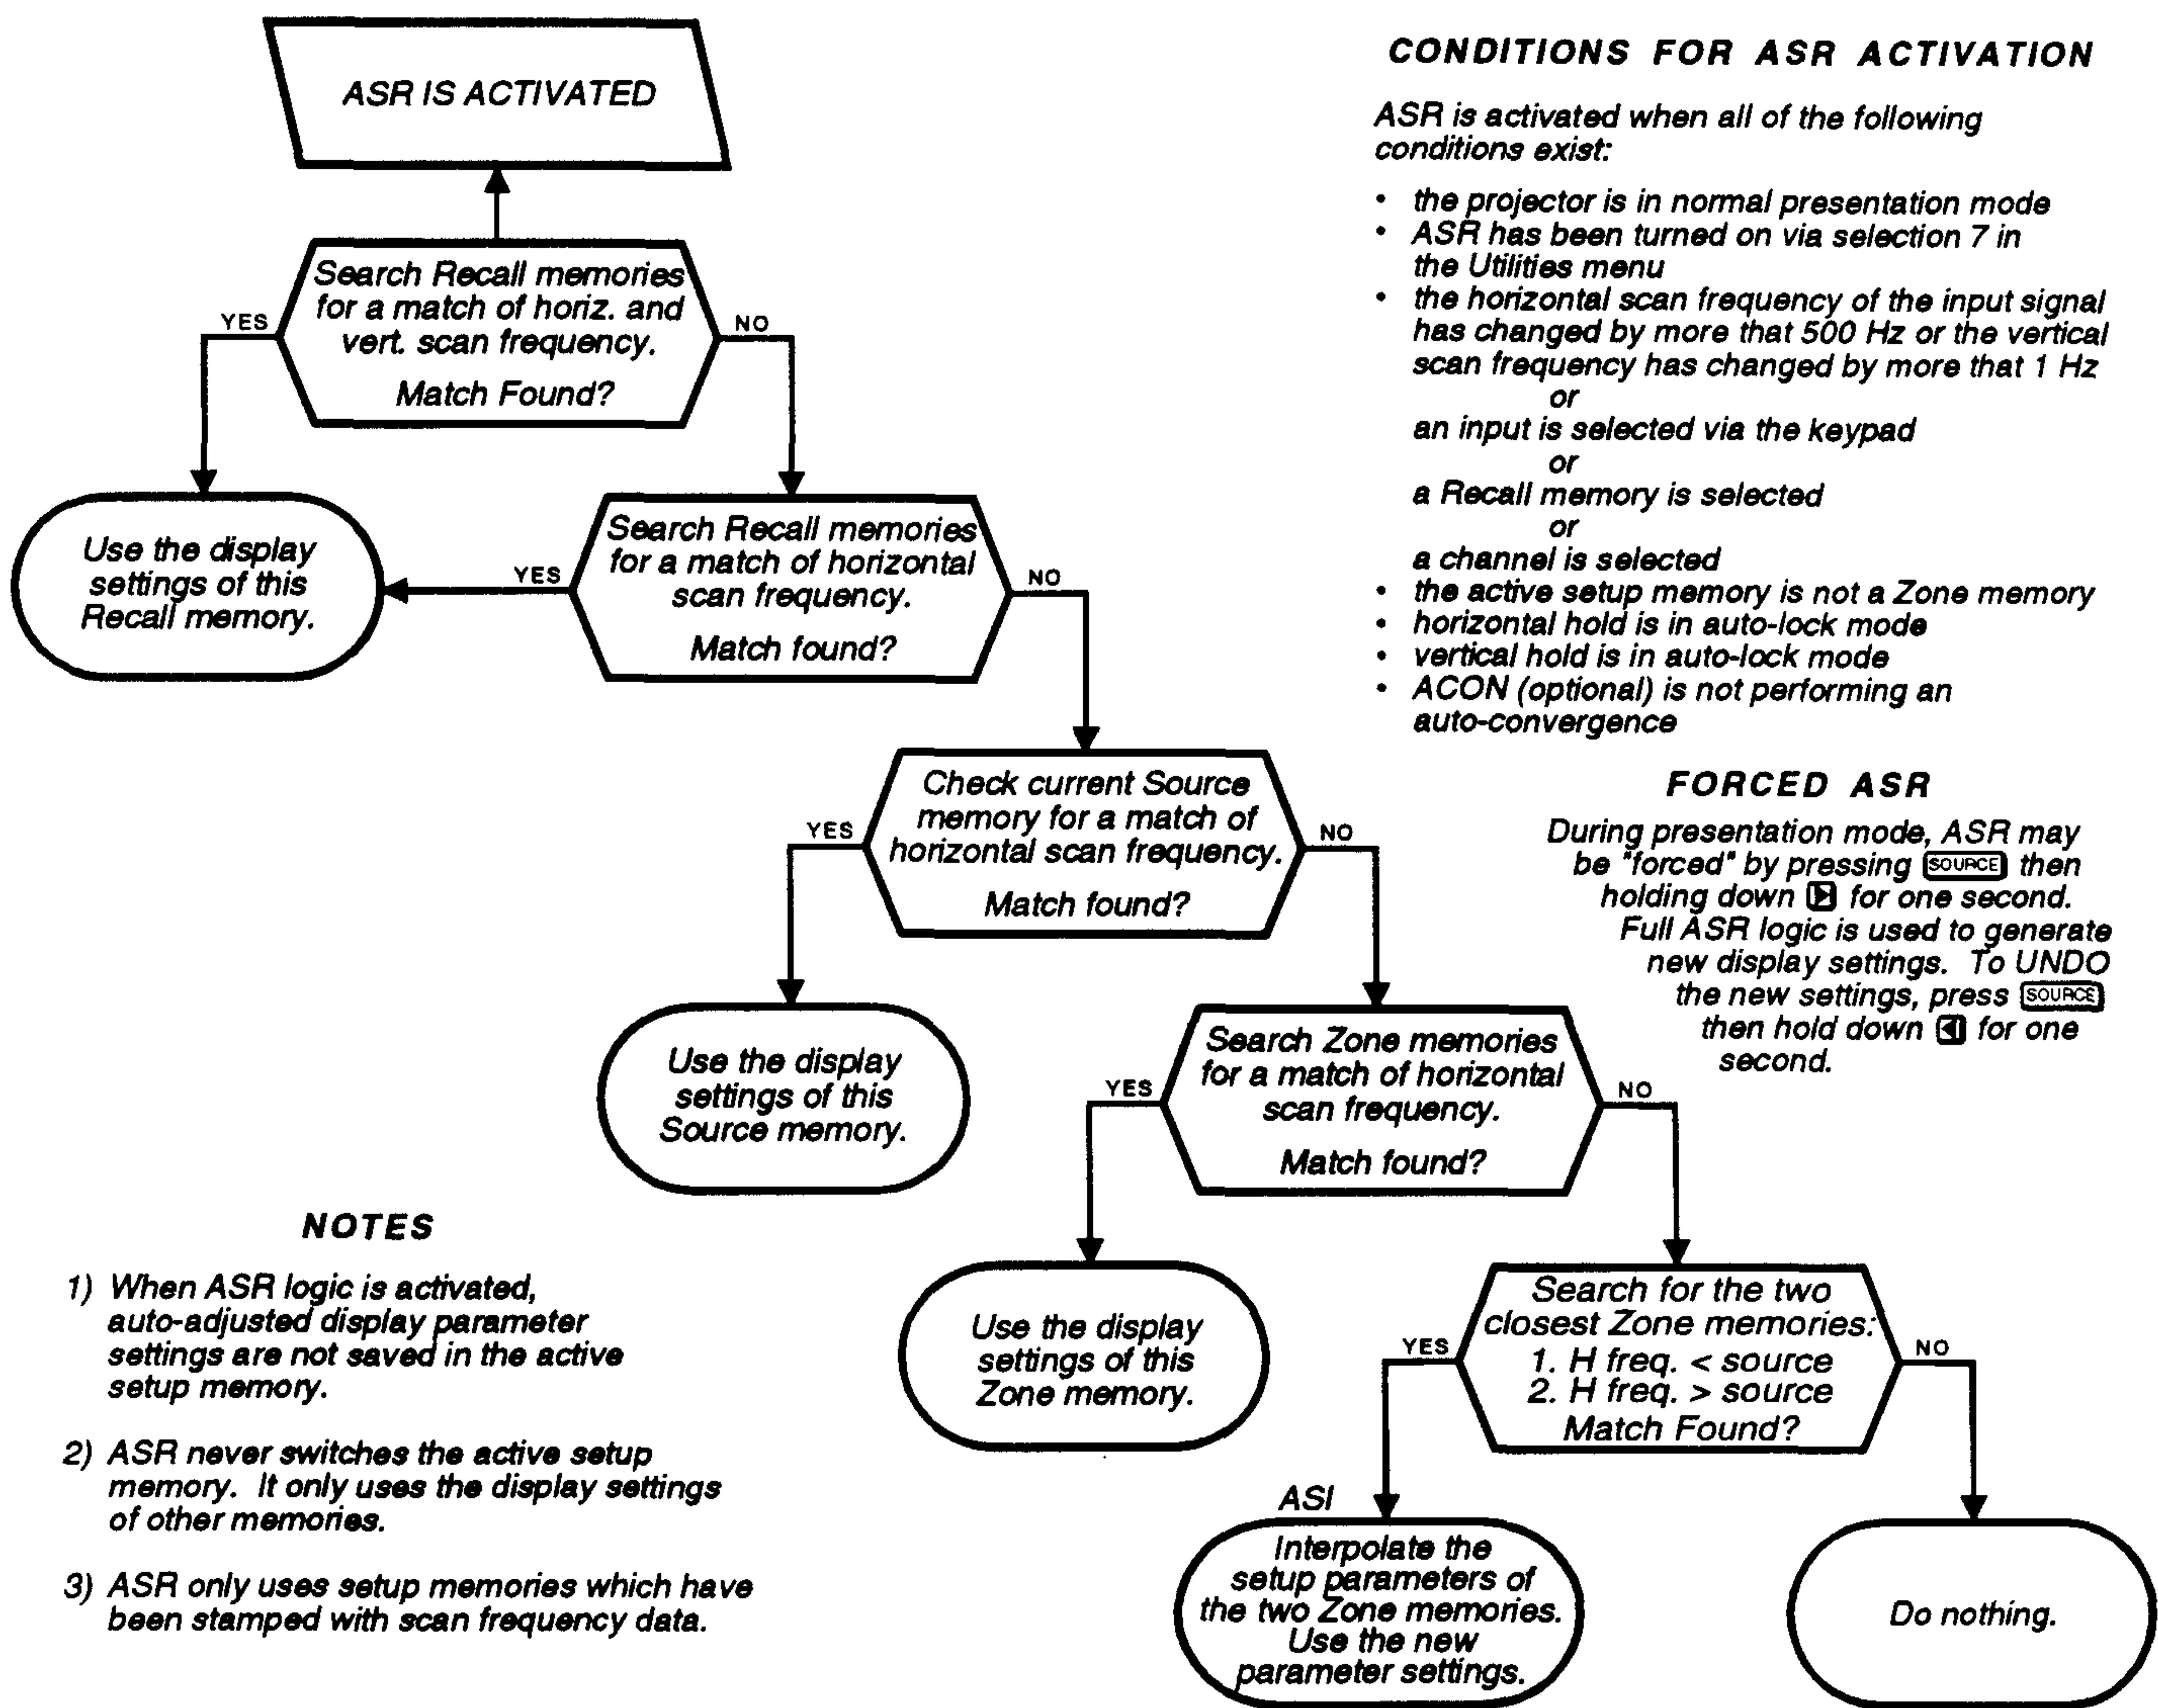 ASR IS ACTIVATED
Search Recall memories
for a match of horiz. and
vert. scan frequency.
Match Found?
YES
NO
Use the display
settings of this
Recall memory.
Search Recall memories
for a match of horizontal
scan frequency.
Match found?
YES
NO
Check current Source
memory for a match of
horizontal scan frequency.
Match found?
YES
NO
Use the display
settings of this
Source memory.
Search Zone memories
for a match of horizontal
scan frequency.
Match found?
YES
NO
Use the display
settings of this
Zone memory.
Search for the two
closest Zone memories:
1. H freq. < source
2. H freq. > source
Match Found?
YES
NO
ASI
Interpolate the
setup parameters of
the two Zone memories.
Use the new
parameter settings.
Do nothing.
CONDITIONS FOR ASR ACTIVATION
ASR is activated when all of the following
conditions exist:
• the projector is in normal presentation mode
• ASR has been turned on via selection 7 in
the Utilities menu
• the horizontal scan frequency of the input signal
has changed by more that 500 Hz or the vertical
scan frequency has changed by more that 1 Hz
or
an input is selected via the keypad
or
a Recall memory is selected
or
a channel is selected
• the active setup memory is not a Zone memory
• horizontal hold is in auto-lock mode
• vertical hold is in auto-lock mode
• ACON (optional) is not performing an
auto-convergence
FORCED ASR
During presentation mode, ASR may
be "forced" by pressing SOURCE then
holding down for one second.
Full ASR logic is used to generate
new display settings. To UNDO
the new settings, press SOURCE
then hold down for one
second.
NOTES
1) When ASR logic is activated,
auto-adjusted display parameter
settings are not saved in the active
setup memory.
2) ASR never switches the active setup
memory. It only uses the display settings
of other memories.
3) ASR only uses setup memories which have
been stamped with scan frequency data.